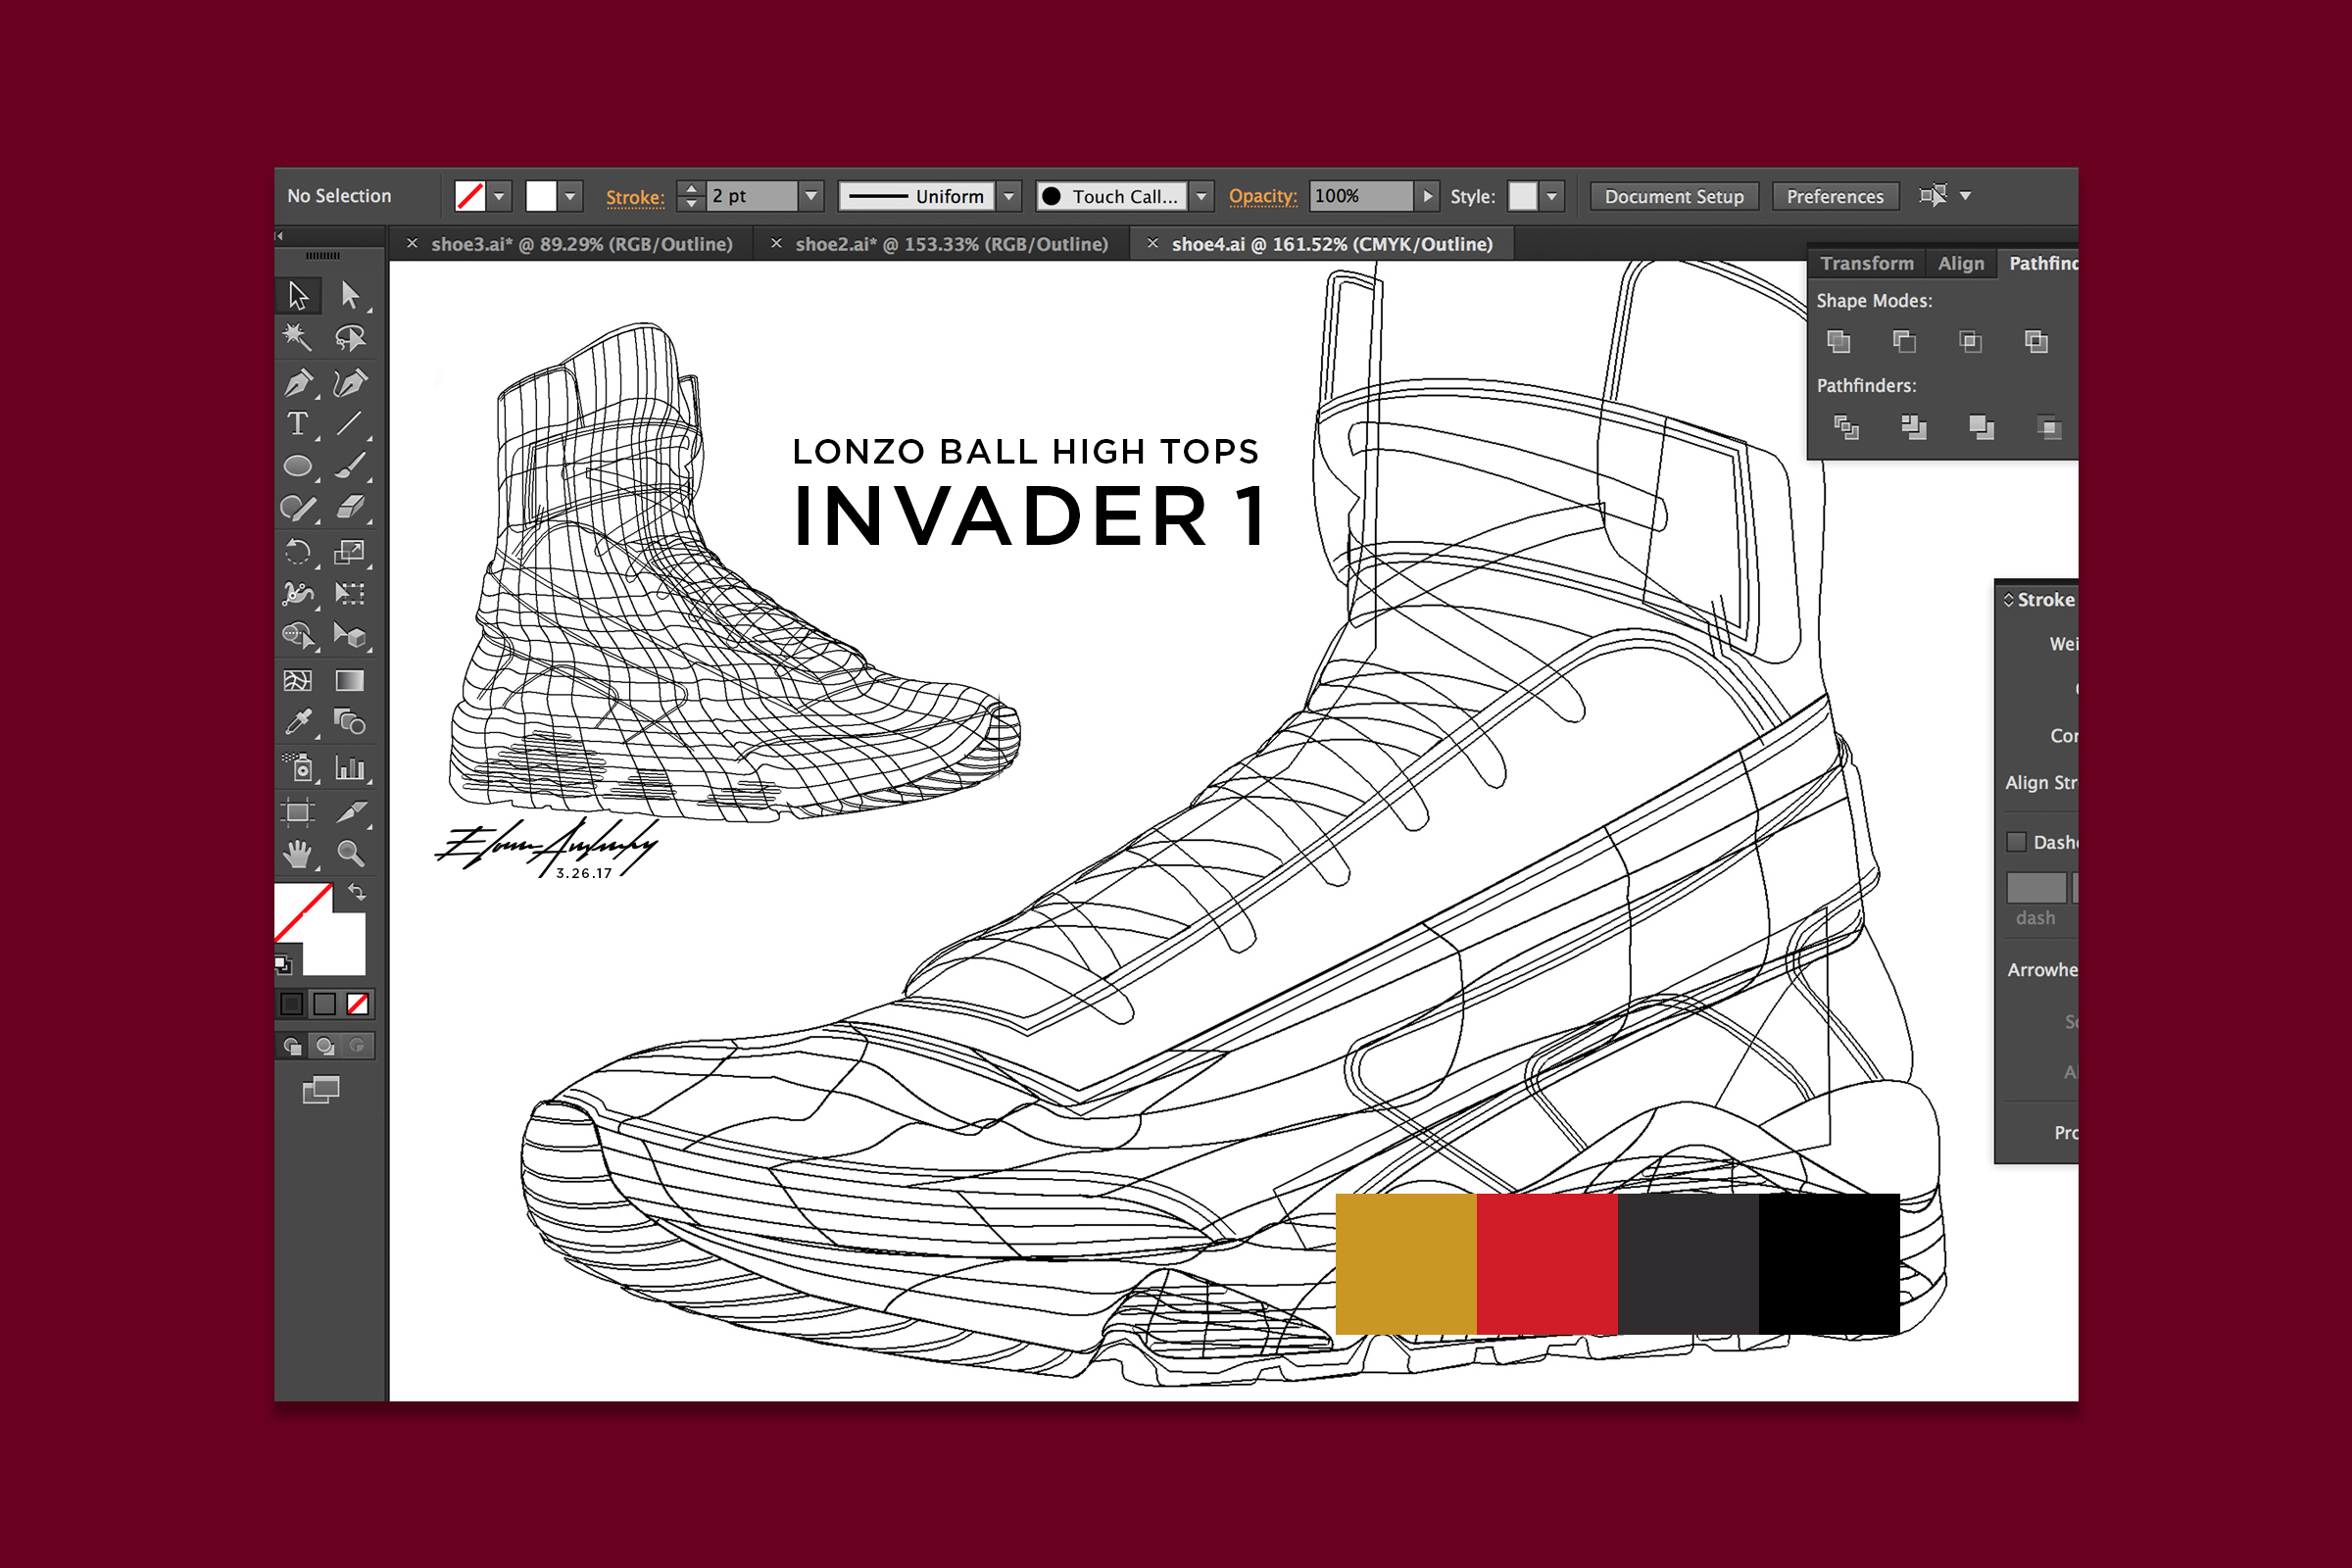 No Selection
Stroke:
2 pt
Uniform
Touch Call...
Opacity:
100%
Style:
Document Setup
Preferences
shoe3.ai* @ 89.29% (RGB/Outline)
shoe2.ai* @ 153.33% (RGB/Outline)
shoe4.ai @ 161.52% (CMYK/Outline)
Transform
Align
Pathfin
Shape Modes:
Pathfinders:
LONZO BALL HIGH TOPS
INVADER 1
3.26.17
Stroke
Wei
Cor
Align Str
Dash
dash
Arrowhe
Pro